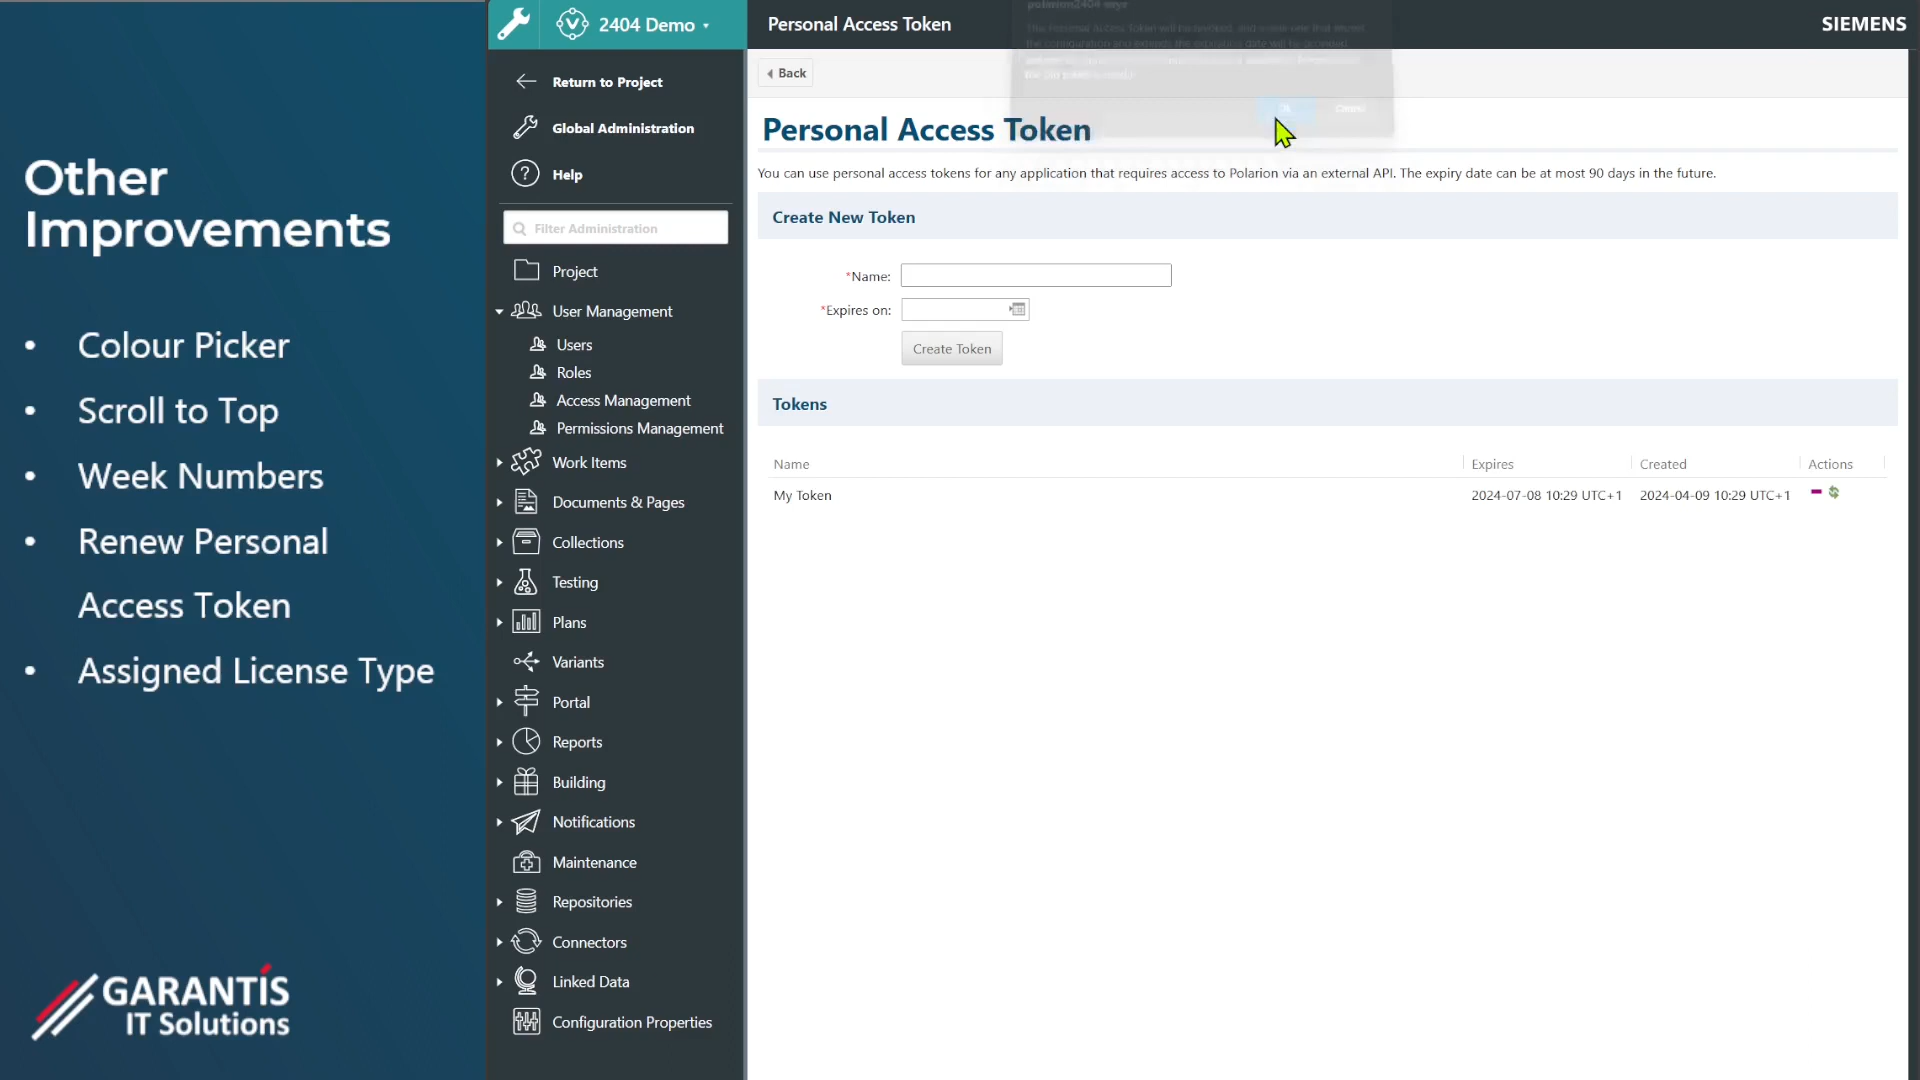 Other
Improvements
• Colour Picker
• Scroll to Top
• Week Numbers
• Renew Personal
Access Token
• Assigned License Type
GARANTİS
IT Solutions
2404 Demo
Return to Project
Global Administration
Help
Filter Administration
Project
User Management
Users
Roles
Access Management
Permissions Management
Work Items
Documents & Pages
Collections
Testing
Plans
Variants
Portal
Reports
Building
Notifications
Maintenance
Repositories
Connectors
Linked Data
Configuration Properties
Personal Access Token
SIEMENS
Back
polarion2404 says
Ok
Cancel
Personal Access Token
You can use personal access tokens for any application that requires access to Polarion via an external API. The expiry date can be at most 90 days in the future.
Create New Token
*Name:
*Expires on:
Create Token
Tokens
Name Expires Created Actions
My Token 2024-07-08 10:29 UTC+1 2024-04-09 10:29 UTC+1